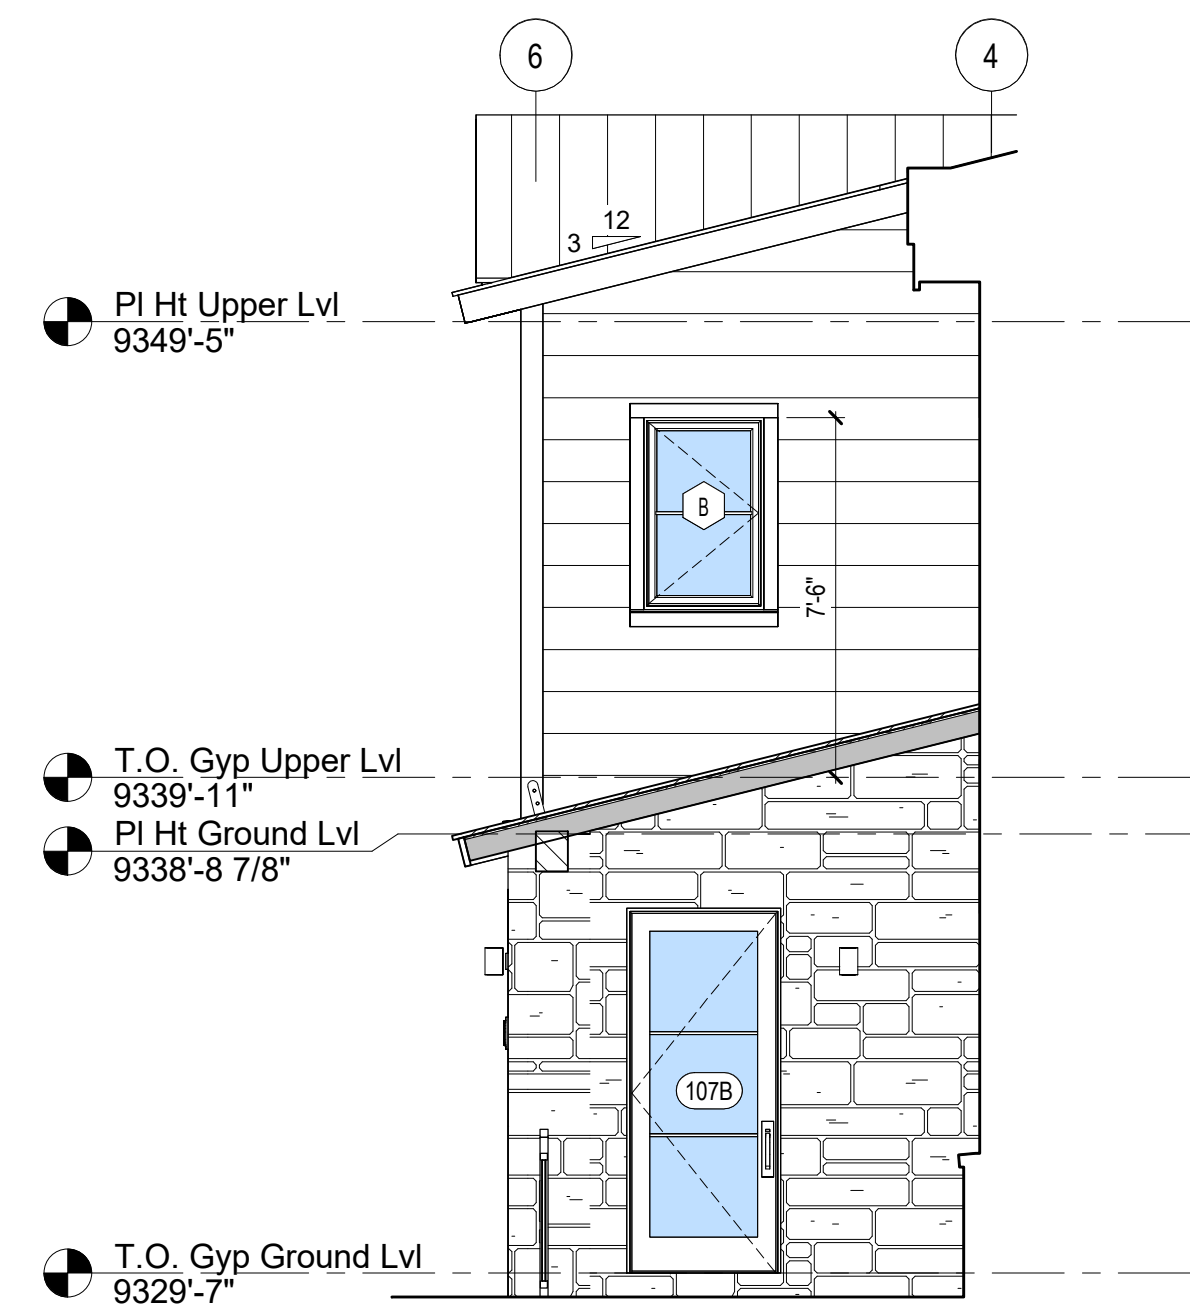 6
4
12
3
Pl Ht Upper Lvl
9349'-5"
B
7'-6"
T.O. Gyp Upper Lvl
9339'-11"
Pl Ht Ground Lvl
9338'-8 7/8"
107B
T.O. Gyp Ground Lvl
9329'-7"